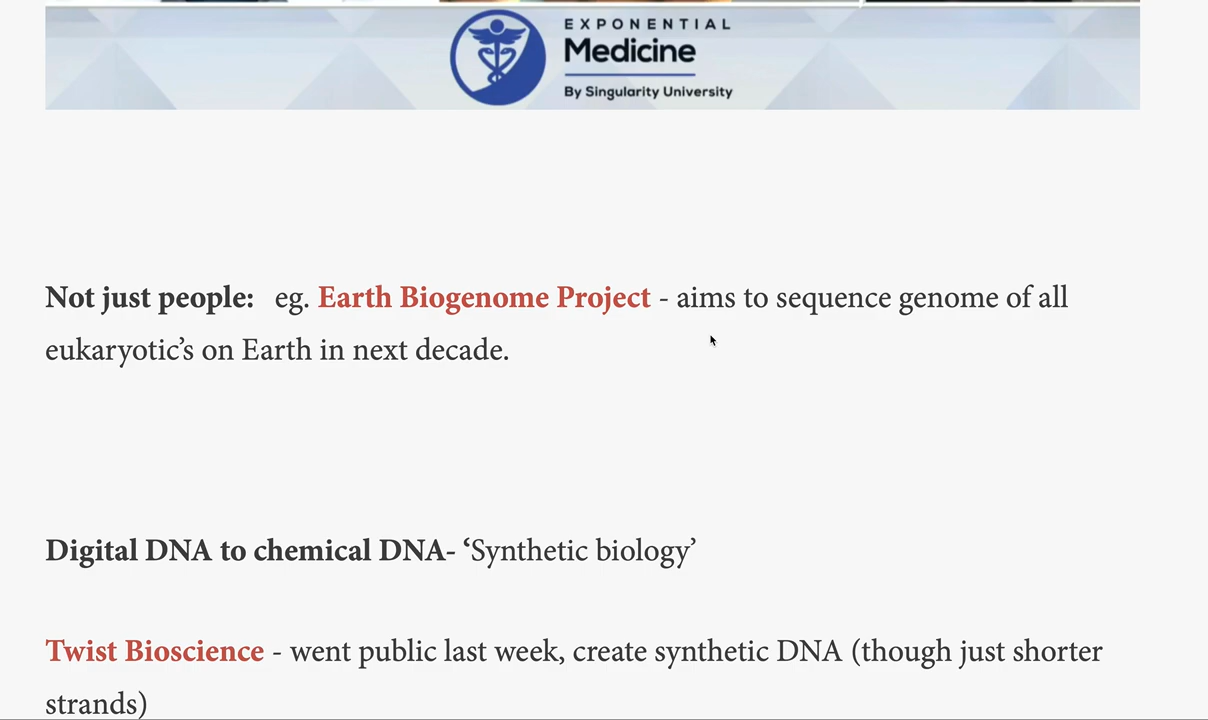 EXPONENTIAL
Medicine
By Singularity University
Not just people: eg. Earth Biogenome Project - aims to sequence genome of all
eukaryotic’s on Earth in next decade.
Digital DNA to chemical DNA- ‘Synthetic biology’
Twist Bioscience - went public last week, create synthetic DNA (though just shorter
strands)